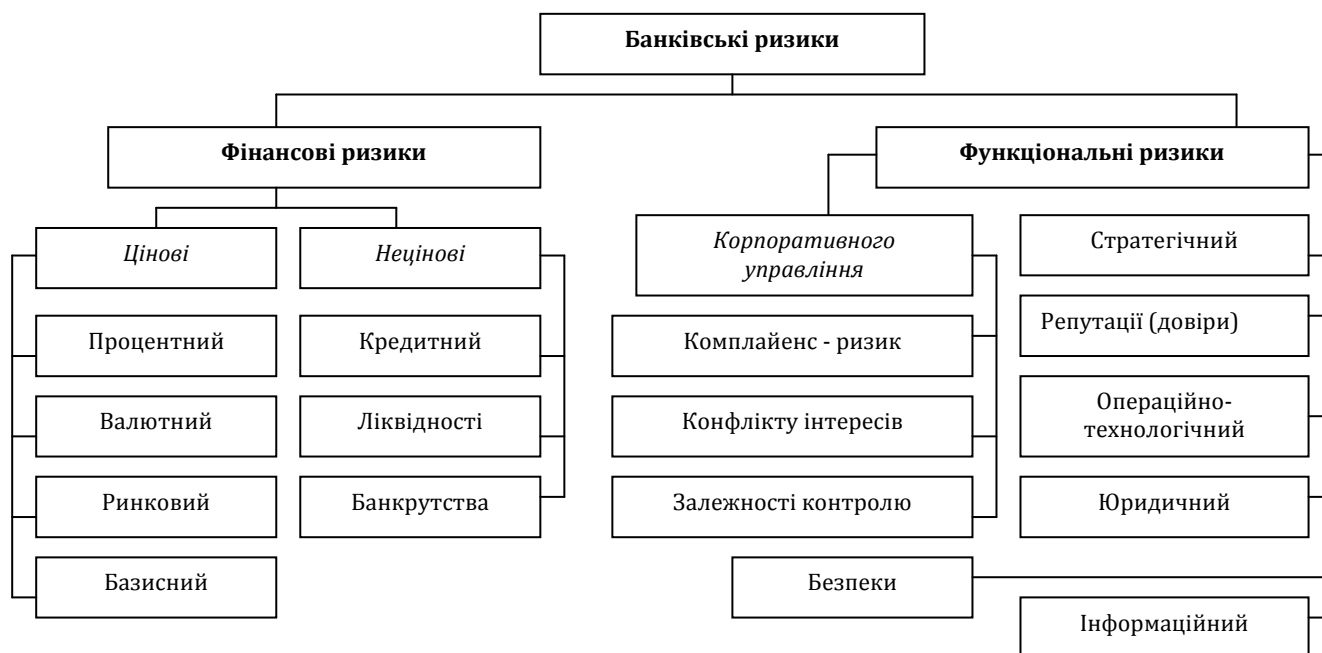 Банківські ризики
Фінансові ризики
Функціональні ризики
Цінові
Нецінові
Корпоративного
управління
Стратегічний
Процентний
Кредитний
Комплайенс - ризик
Репутації (довіри)
Валютний
Ліквідності
Конфлікту інтересів
Операційно-
технологічний
Ринковий
Банкрутства
Залежності контролю
Юридичний
Базисний
Безпеки
Інформаційний